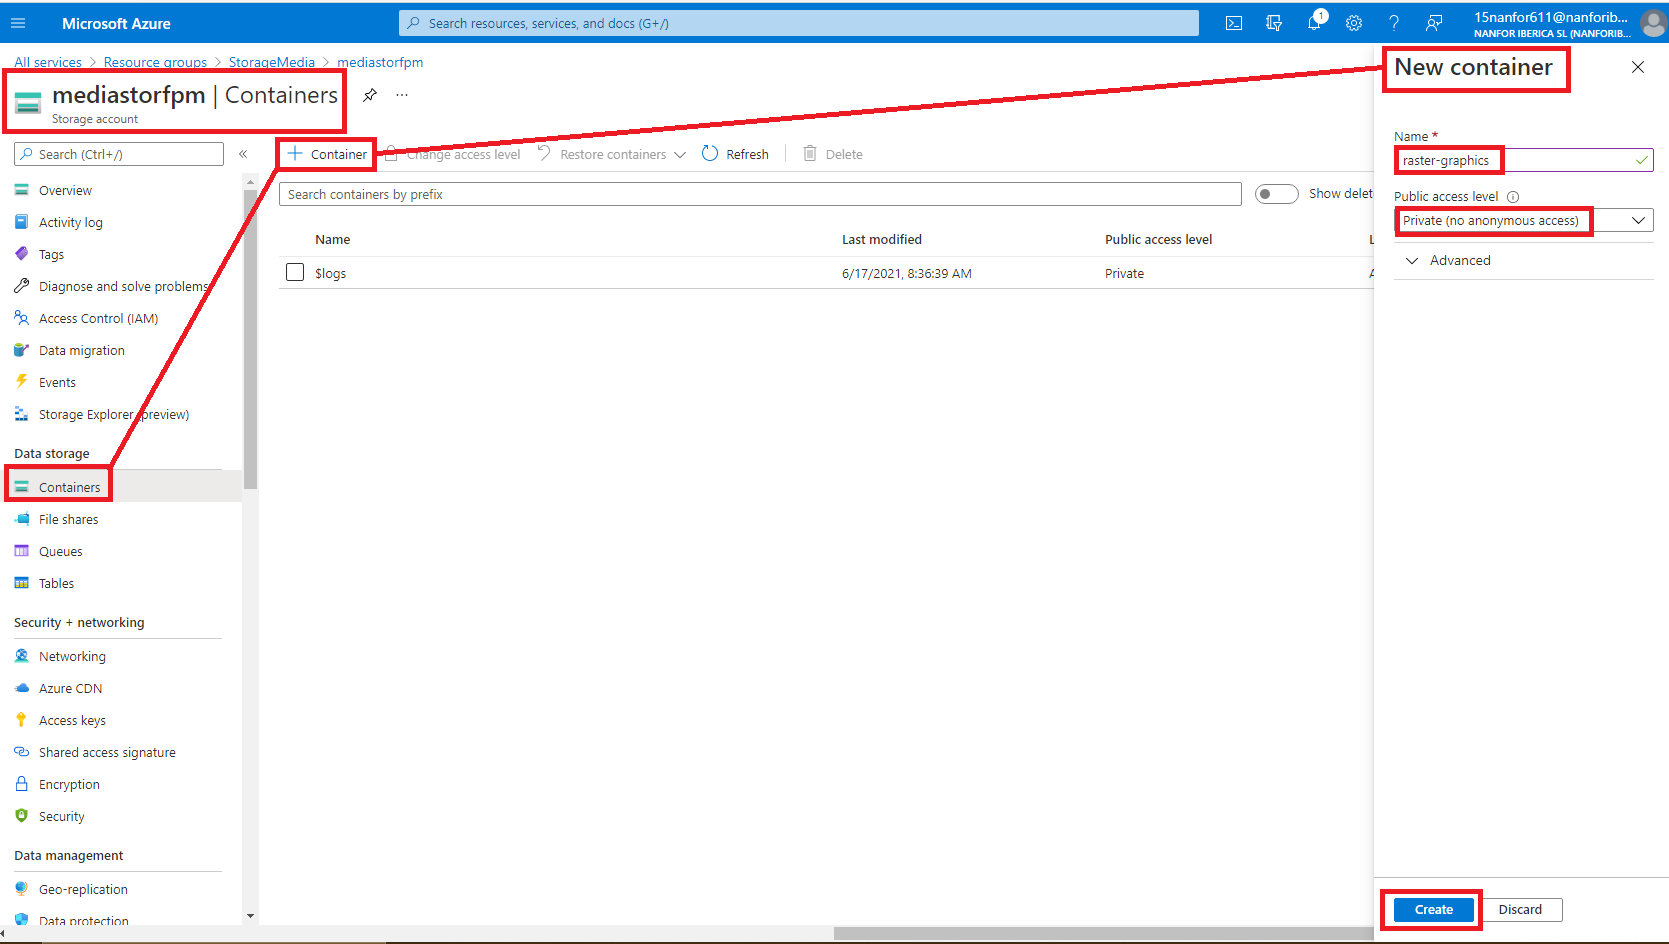 Microsoft Azure
Search resources, services, and docs (G+/)
1
15nanfor611@nanforib...
NANFOR IBERICA SL (NANFORIB...
All services > Resource groups > StorageMedia > mediastorfpm
mediastorfpm | Containers
...
Storage account
Search (Ctrl+/)
«
Overview
Activity log
Tags
Diagnose and solve problems
Access Control (IAM)
Data migration
Events
Storage Explorer (preview)
Data storage
Containers
File shares
Queues
Tables
Security + networking
Networking
Azure CDN
Access keys
Shared access signature
Encryption
Security
Data management
Geo-replication
Data protection
+ Container
Change access level
Restore containers
Refresh
Delete
Search containers by prefix
Show delet
Name
Last modified
Public access level
L
$logs
6/17/2021, 8:36:39 AM
Private
A
New container
Name *
raster-graphics
Public access level
Private (no anonymous access)
Advanced
Create
Discard